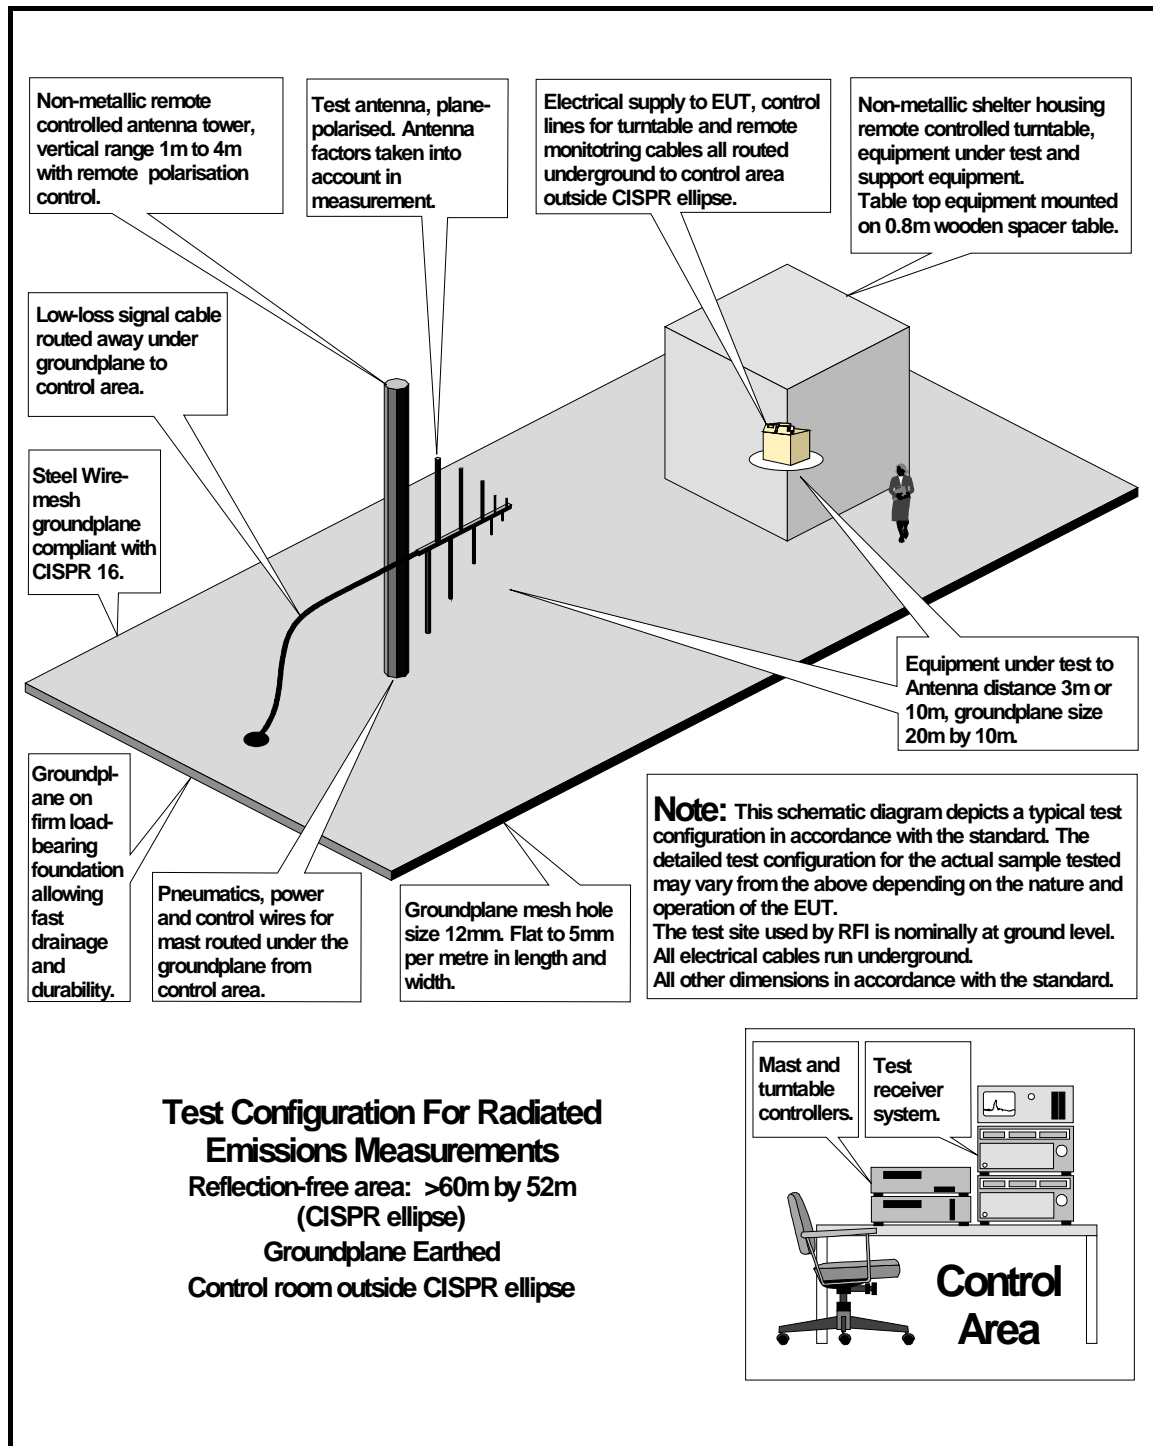 Non-metallic remote
controlled antenna tower,
vertical range 1m to 4m
with remote polarisation
control.
Test antenna, plane-
polarised. Antenna
factors taken into
account in
measurement.
Electrical supply to EUT, control
lines for turntable and remote
monitotring cables all routed
underground to control area
outside CISPR ellipse.
Non-metallic shelter housing
remote controlled turntable,
equipment under test and
support equipment.
Table top equipment mounted
on 0.8m wooden spacer table.
Low-loss signal cable
routed away under
groundplane to
control area.
Steel Wire-
mesh
groundplane
compliant with
CISPR 16.
Equipment under test to
Antenna distance 3m or
10m, groundplane size
20m by 10m.
Groundpl-
ane on
firm load-
bearing
foundation
allowing
fast
drainage
and
durability.
Pneumatics, power
and control wires for
mast routed under the
groundplane from
control area.
Groundplane mesh hole
size 12mm. Flat to 5mm
per metre in length and
width.
Note: This schematic diagram depicts a typical test
configuration in accordance with the standard. The
detailed test configuration for the actual sample tested
may vary from the above depending on the nature and
operation of the EUT.
The test site used by RFI is nominally at ground level.
All electrical cables run underground.
All other dimensions in accordance with the standard.
Test Configuration For Radiated
Emissions Measurements
Reflection-free area: >60m by 52m
(CISPR ellipse)
Groundplane Earthed
Control room outside CISPR ellipse
Mast and
turntable
controllers.
Test
receiver
system.
Control
Area